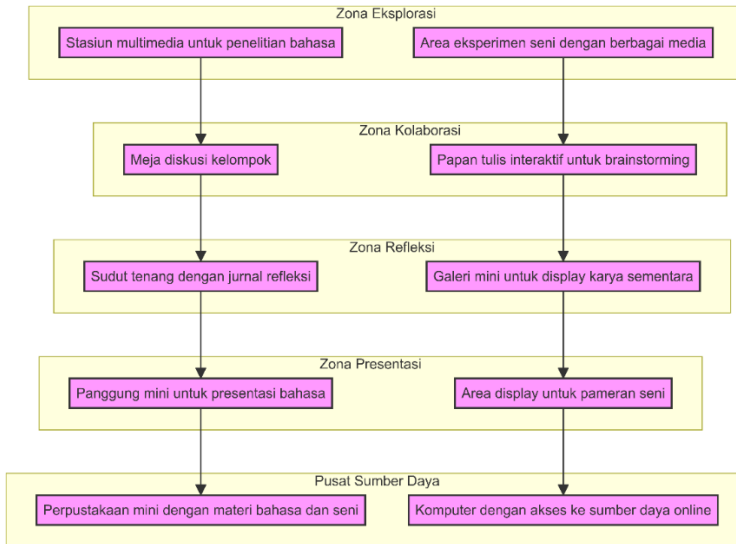 Zona Eksplorasi
Stasiun multimedia untuk penelitian bahasa
Area eksperimen seni dengan berbagai media
Zona Kolaborasi
Meja diskusi kelompok
Papan tulis interaktif untuk brainstorming
Zona Refleksi
Sudut tenang dengan jurnal refleksi
Galeri mini untuk display karya sementara
Zona Presentasi
Panggung mini untuk presentasi bahasa
Area display untuk pameran seni
Pusat Sumber Daya
Perpustakaan mini dengan materi bahasa dan seni
Komputer dengan akses ke sumber daya online